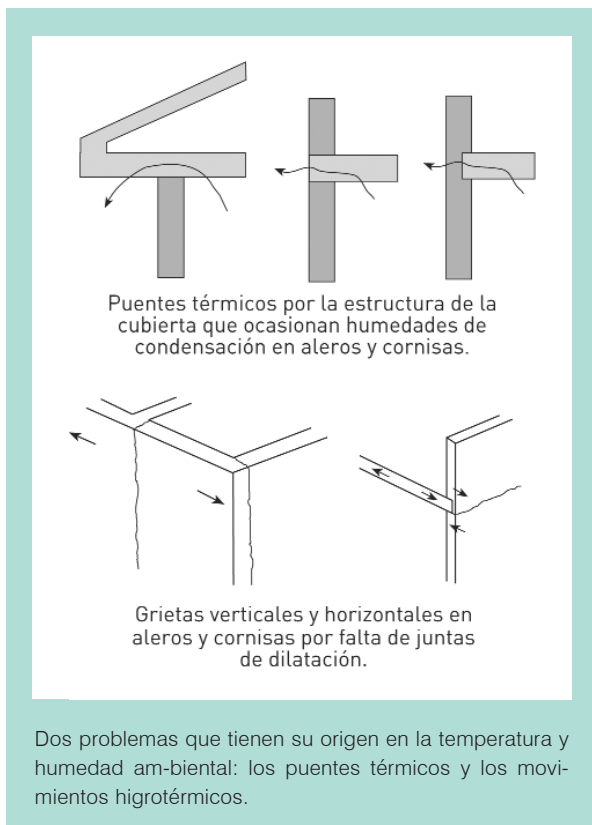 Puentes térmicos por la estructura de la
cubierta que ocasionan humedades de
condensación en aleros y cornisas.
Grietas verticales y horizontales en
aleros y cornisas por falta de juntas
de dilatación.
Dos problemas que tienen su origen en la temperatura y
humedad am-biental: los puentes térmicos y los movi-
mientos higrotérmicos.